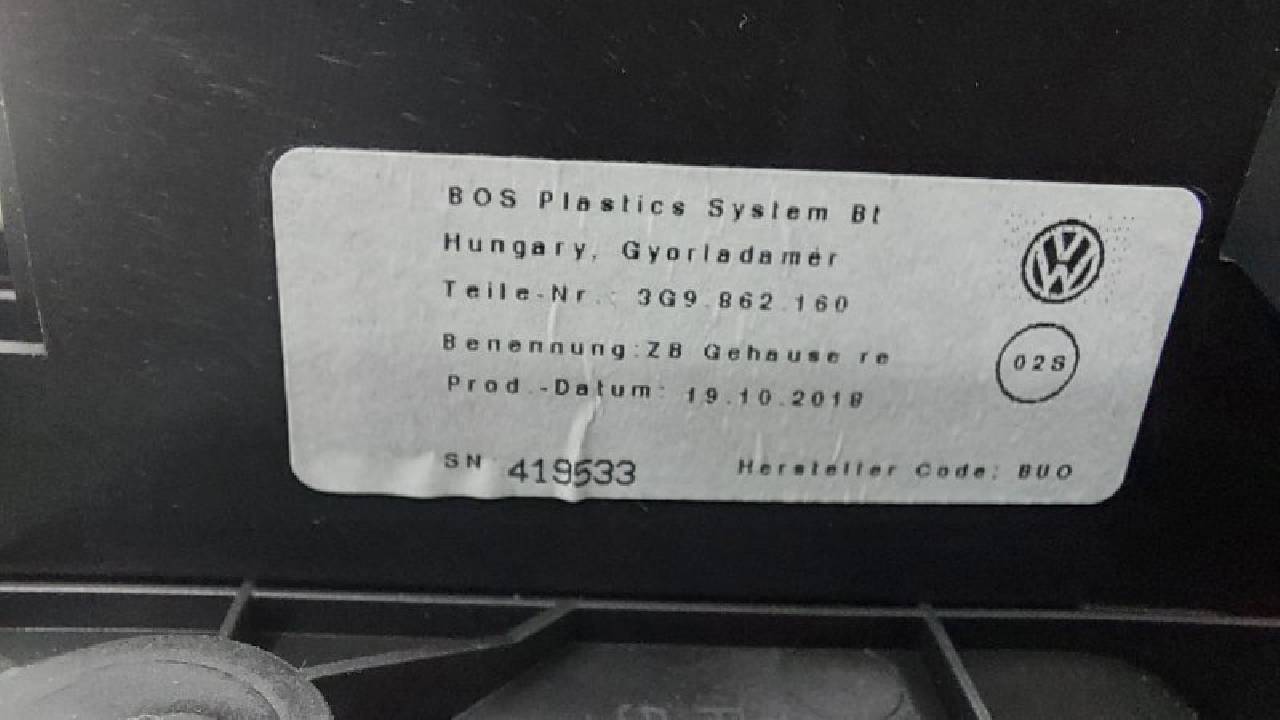 BOS Plastics System Bt
Hungary, Gyorladamér
Teile-Nr.: 3G9.862.160
Benennung:ZB Gehause re
Prod.-Datum: 19.10.2018
02S
SN 419533
Hersteller Code: BUO